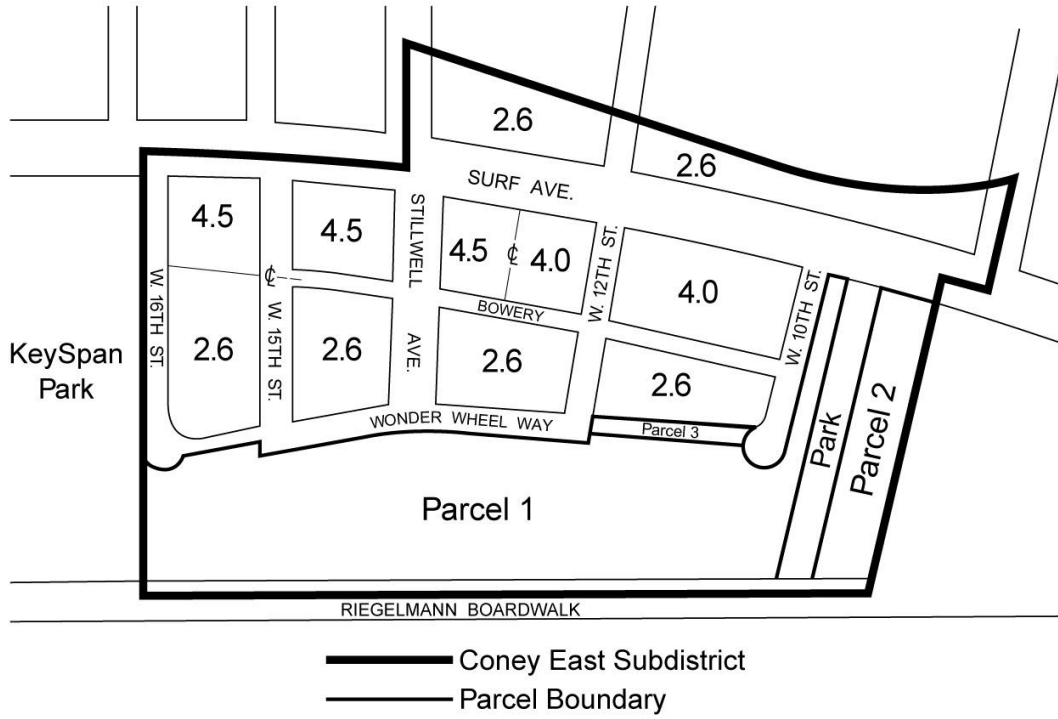 2.6
2.6
SURF AVE.
4.5
4.5
STILLWELL
AVE.
4.5
℄
4.0
W. 12TH ST.
4.0
W. 10TH ST.
W. 16TH ST.
℄
W. 15TH ST.
BOWERY
KeySpan
Park
2.6
2.6
2.6
2.6
WONDER WHEEL WAY
Parcel 3
Park
Parcel 2
Parcel 1
RIEGELMANN BOARDWALK
Coney East Subdistrict
Parcel Boundary